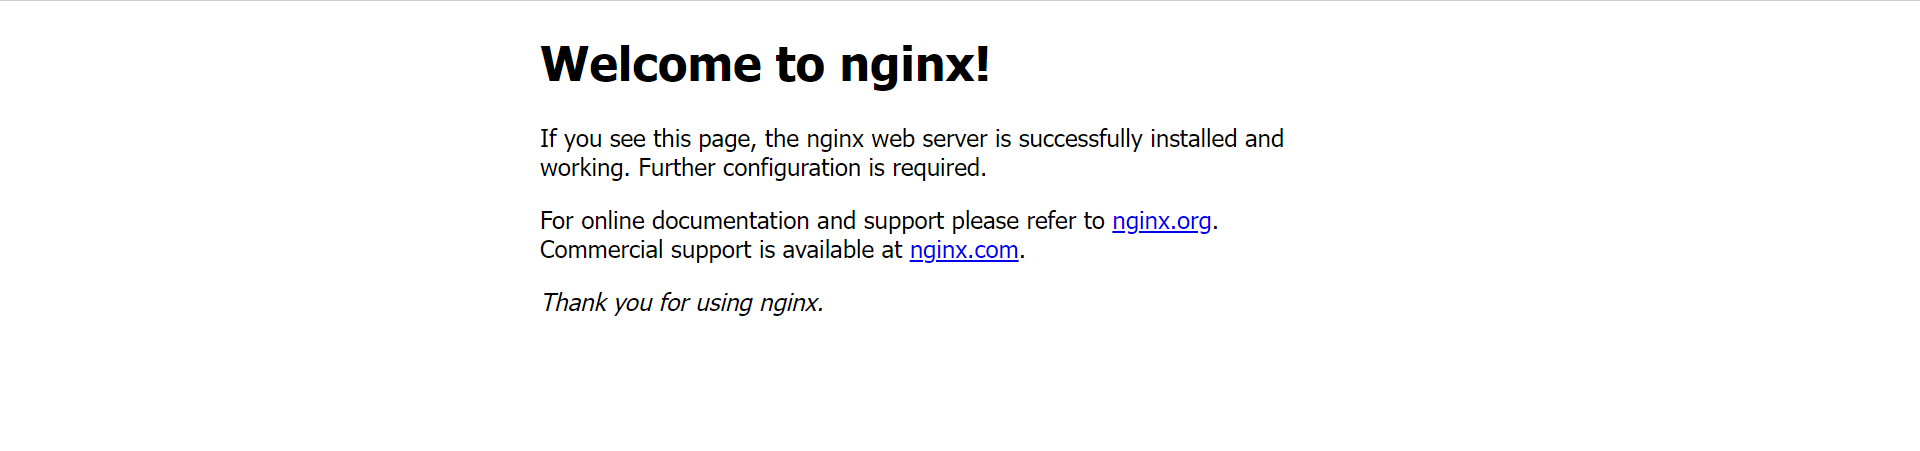 Welcome to nginx!
If you see this page, the nginx web server is successfully installed and
working. Further configuration is required.
For online documentation and support please refer to nginx.org.
Commercial support is available at nginx.com.
Thank you for using nginx.